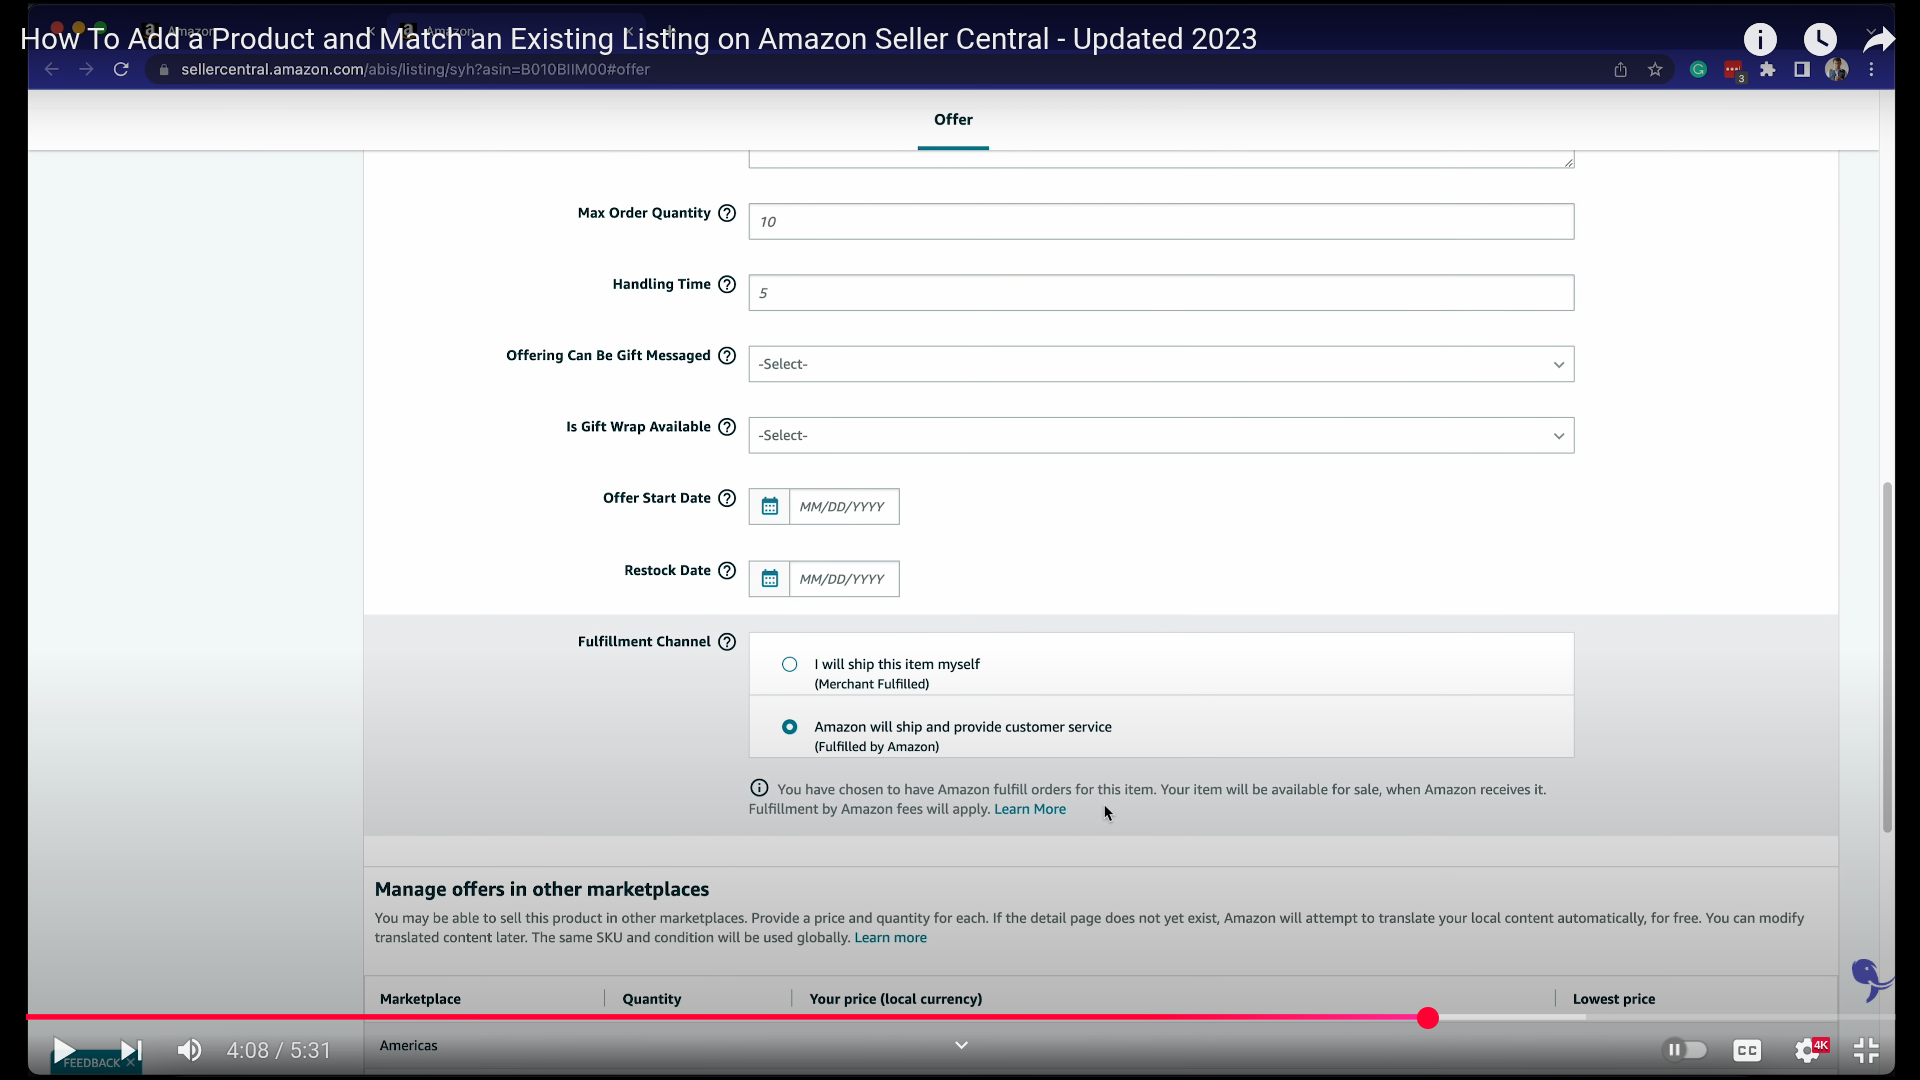 How To Add a Product and Match an Existing Listing on Amazon Seller Central - Updated 2023
Amazon
Amazon
sellercentral.amazon.com/abis/listing/syh?asin=B010BIIM00#offer
3
Offer
Max Order Quantity ?
10
Handling Time ?
5
Offering Can Be Gift Messaged ?
-Select-
Is Gift Wrap Available ?
-Select-
Offer Start Date ?
MM/DD/YYYY
Restock Date ?
MM/DD/YYYY
Fulfillment Channel ?
I will ship this item myself
(Merchant Fulfilled)
Amazon will ship and provide customer service
(Fulfilled by Amazon)
You have chosen to have Amazon fulfill orders for this item. Your item will be available for sale, when Amazon receives it.
Fulfillment by Amazon fees will apply. Learn More
Manage offers in other marketplaces
You may be able to sell this product in other marketplaces. Provide a price and quantity for each. If the detail page does not yet exist, Amazon will attempt to translate your local content automatically, for free. You can modify
translated content later. The same SKU and condition will be used globally. Learn more
Marketplace Quantity Your price (local currency) Lowest price
Americas
4:08 / 5:31
CC
4K
FEEDBACK